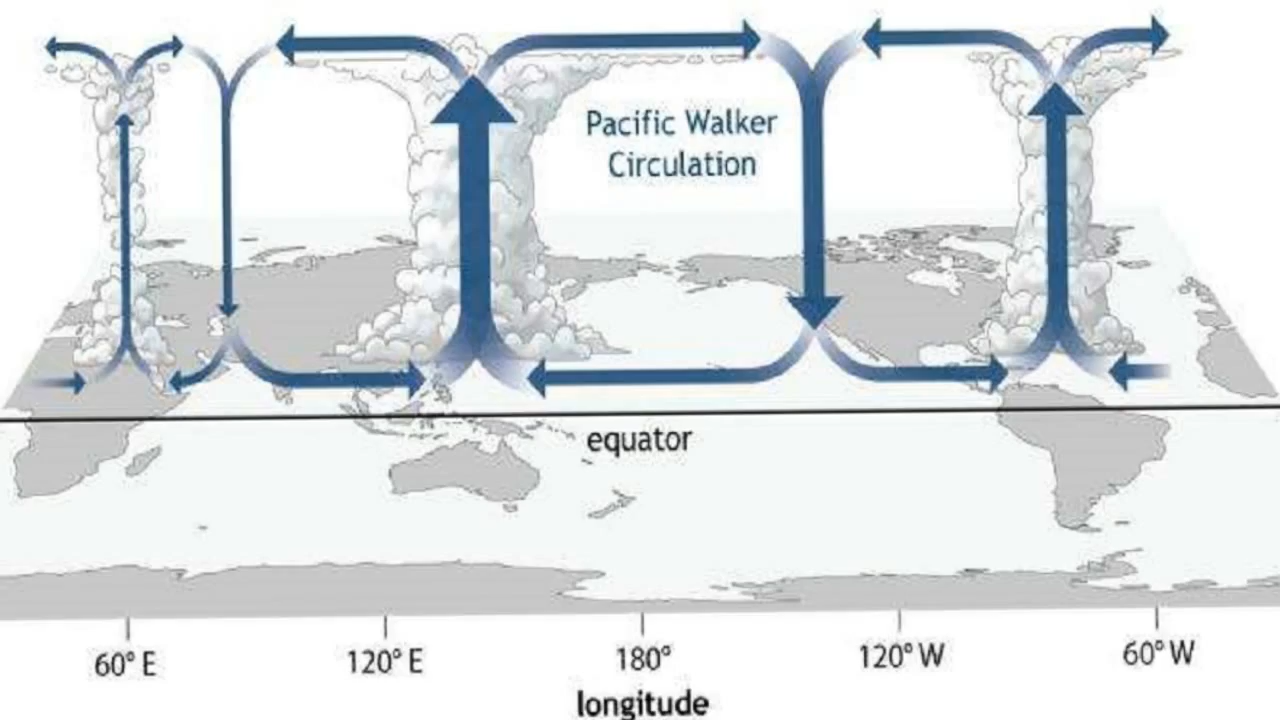 Pacific Walker
Circulation
equator
60° E
120° E
180°
120° W
60° W
longitude